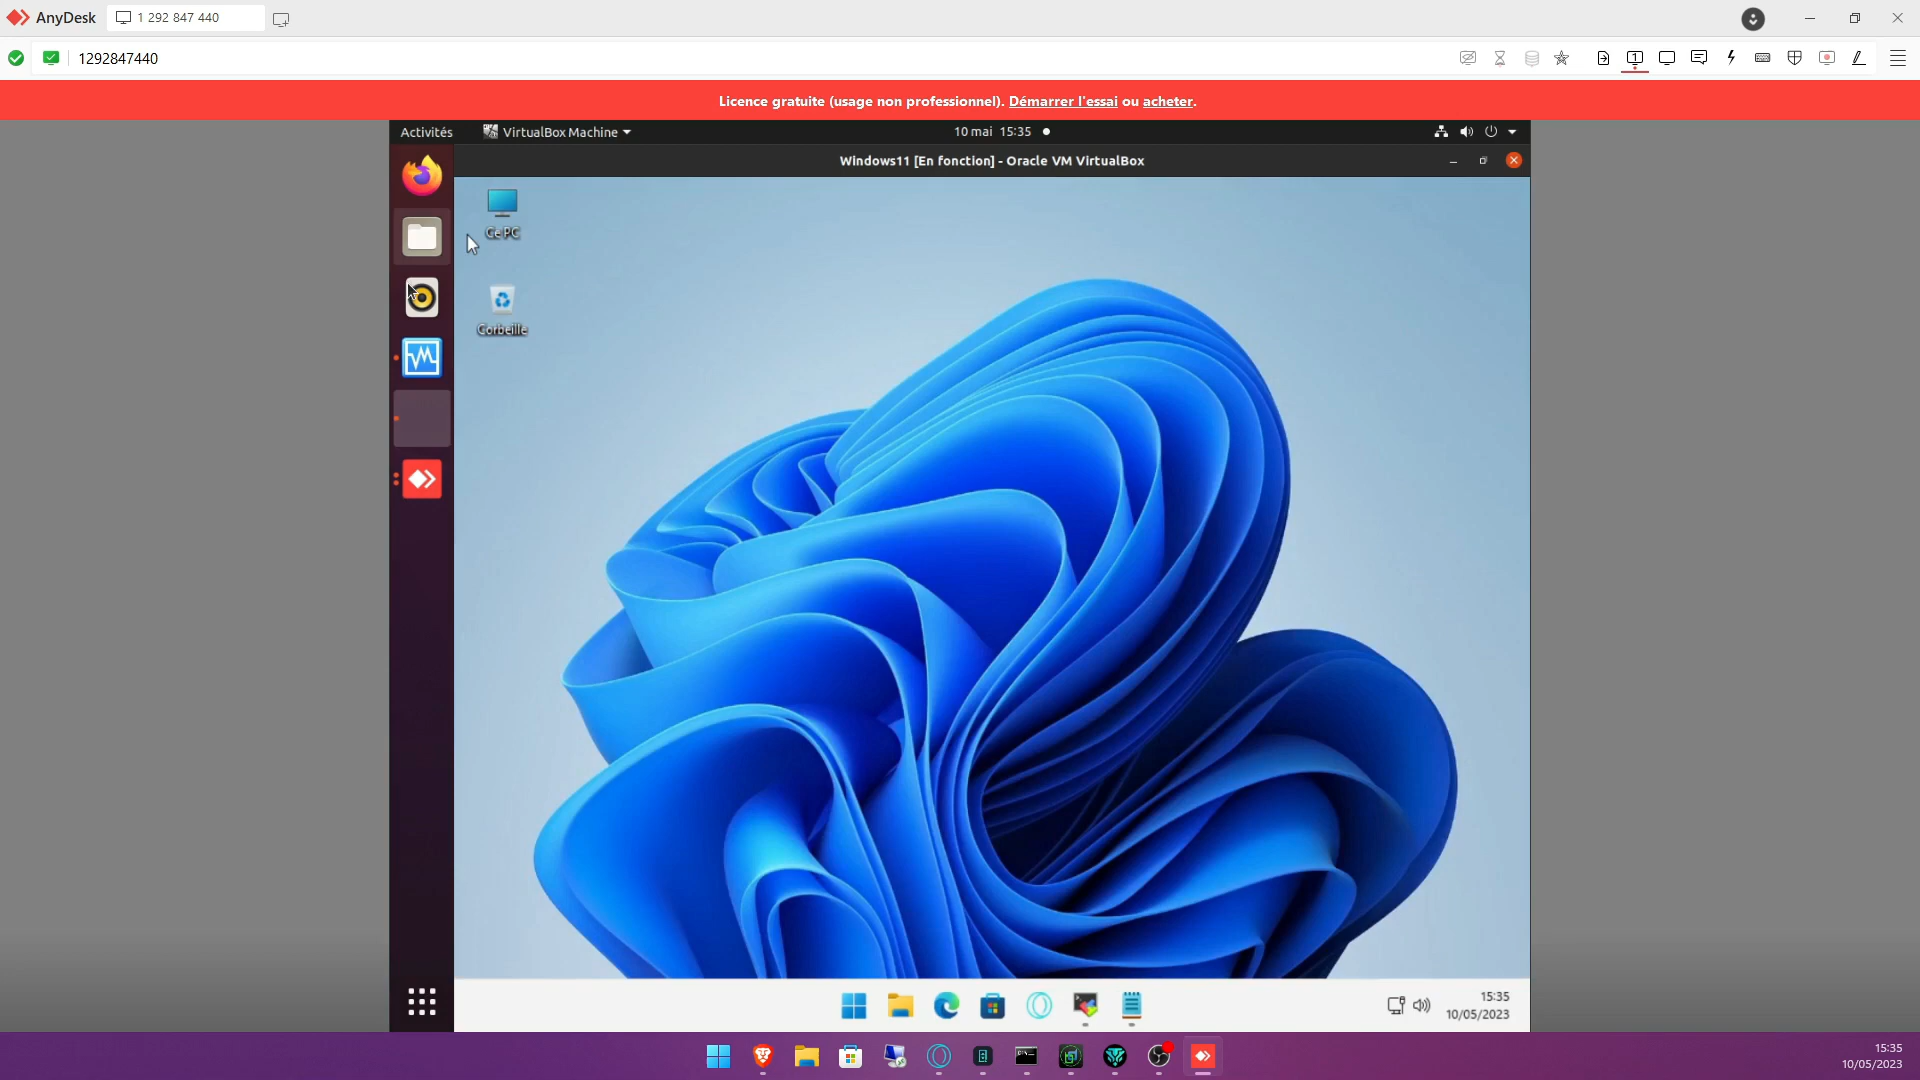 AnyDesk
1 292 847 440
1292847440
Licence gratuite (usage non professionnel). Démarrer l'essai ou acheter.
Activités
VirtualBox Machine
10 mai 15:35
Windows11 [En fonction] - Oracle VM VirtualBox
Ce PC
Corbeille
15:35
10/05/2023
15:35
10/05/2023